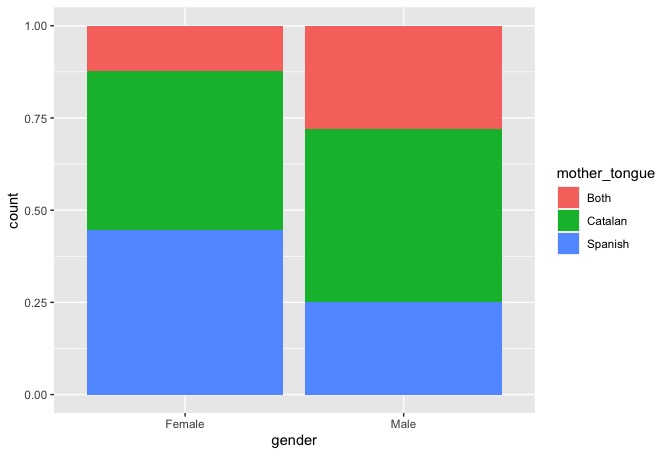 1.00
0.75
0.50
0.25
0.00
count
Female
Male
gender
mother_tongue
Both
Catalan
Spanish